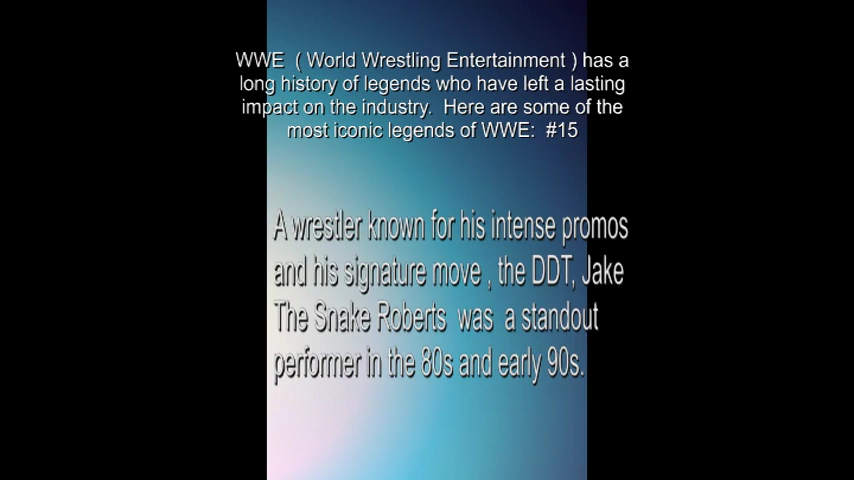 WWE ( World Wrestling Entertainment ) has a
long history of legends who have left a lasting
impact on the industry. Here are some of the
most iconic legends of WWE: #15
A wrestler known for his intense promos
and his signature move , the DDT, Jake
The Snake Roberts was a standout
performer in the 80s and early 90s.